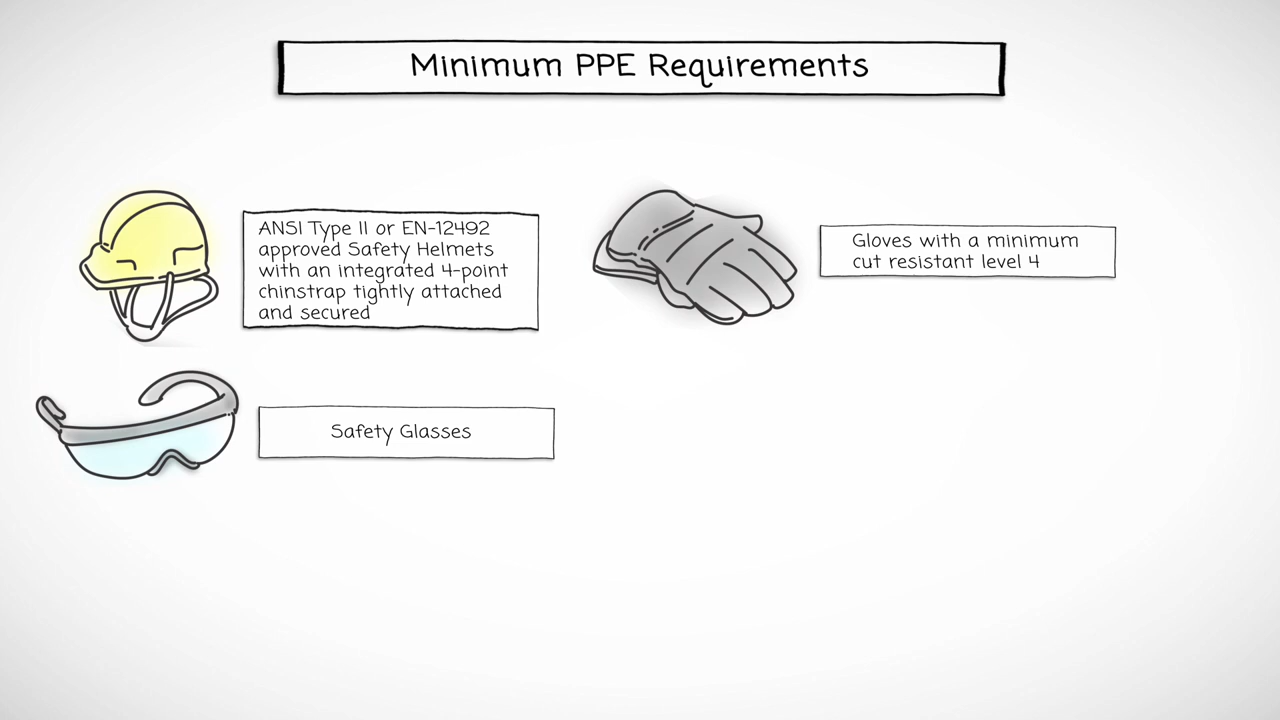 Minimum PPE Requirements
ANSI Type II or EN-12492
approved Safety Helmets
with an integrated 4-point
chinstrap tightly attached
and secured
Gloves with a minimum
cut resistant level 4
Safety Glasses